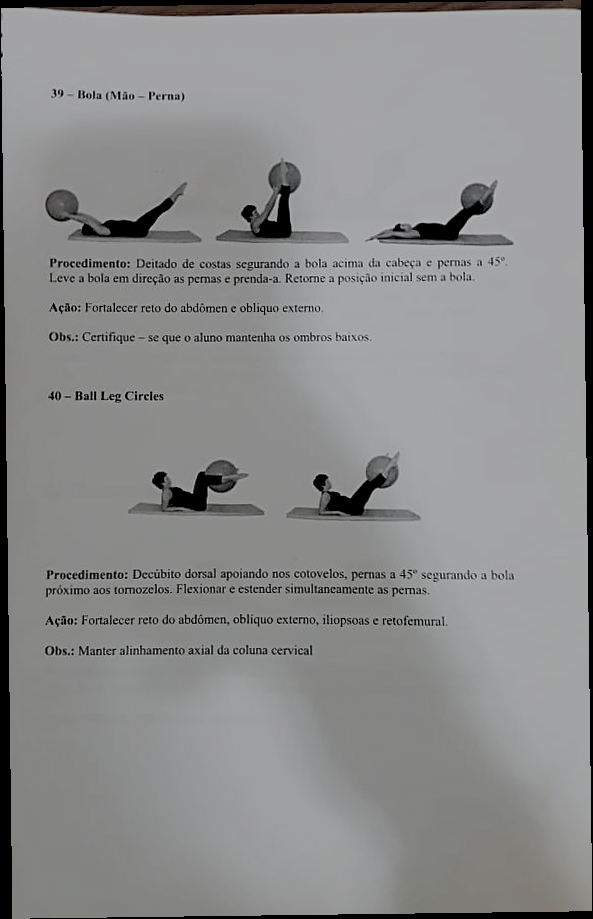 39 – Bola (Mão – Perna)
Procedimento: Deitado de costas segurando a bola acima da cabeça e pernas a 45º.
Leve a bola em direção as pernas e prenda-a. Retorne a posição inicial sem a bola.
Ação: Fortalecer reto do abdômen e oblíquo externo.
Obs.: Certifique – se que o aluno mantenha os ombros baixos.
40 – Ball Leg Circles
Procedimento: Decúbito dorsal apoiando nos cotovelos, pernas a 45º segurando a bola
próximo aos tornozelos. Flexionar e estender simultaneamente as pernas.
Ação: Fortalecer reto do abdômen, oblíquo externo, iliopsoas e retofemural.
Obs.: Manter alinhamento axial da coluna cervical